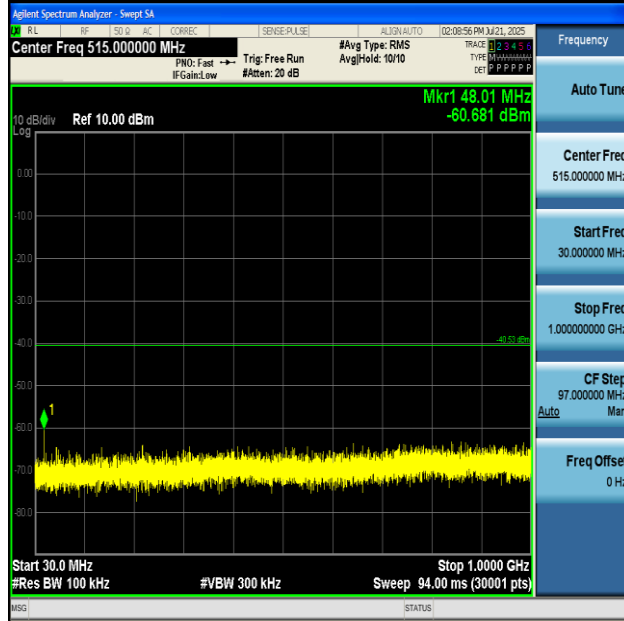 Agilent Spectrum Analyzer - Swept SA
RL RF 50 Ω AC CORREC SENSE:PULSE ALIGN AUTO 02:08:56 PM Jul 21, 2025
Center Freq 515.000000 MHz
PNO: Fast
IFGain:Low
Trig: Free Run
#Atten: 20 dB
#Avg Type: RMS
Avg|Hold: 10/10
TRACE 1 2 3 4 5 6
TYPE M
DET P P P P P P
Mkr1 48.01 MHz
-60.681 dBm
10 dB/div Ref 10.00 dBm
Log
0.00
-10.0
-20.0
-30.0
-40.0
-40.53 dBm
-50.0
1
-60.0
-70.0
-80.0
Start 30.0 MHz Stop 1.0000 GHz
#Res BW 100 kHz #VBW 300 kHz Sweep 94.00 ms (30001 pts)
MSG STATUS
Frequency
Auto Tune
Center Freq
515.000000 MHz
Start Freq
30.000000 MHz
Stop Freq
1.000000000 GHz
CF Step
97.000000 MHz
Auto Man
Freq Offset
0 Hz